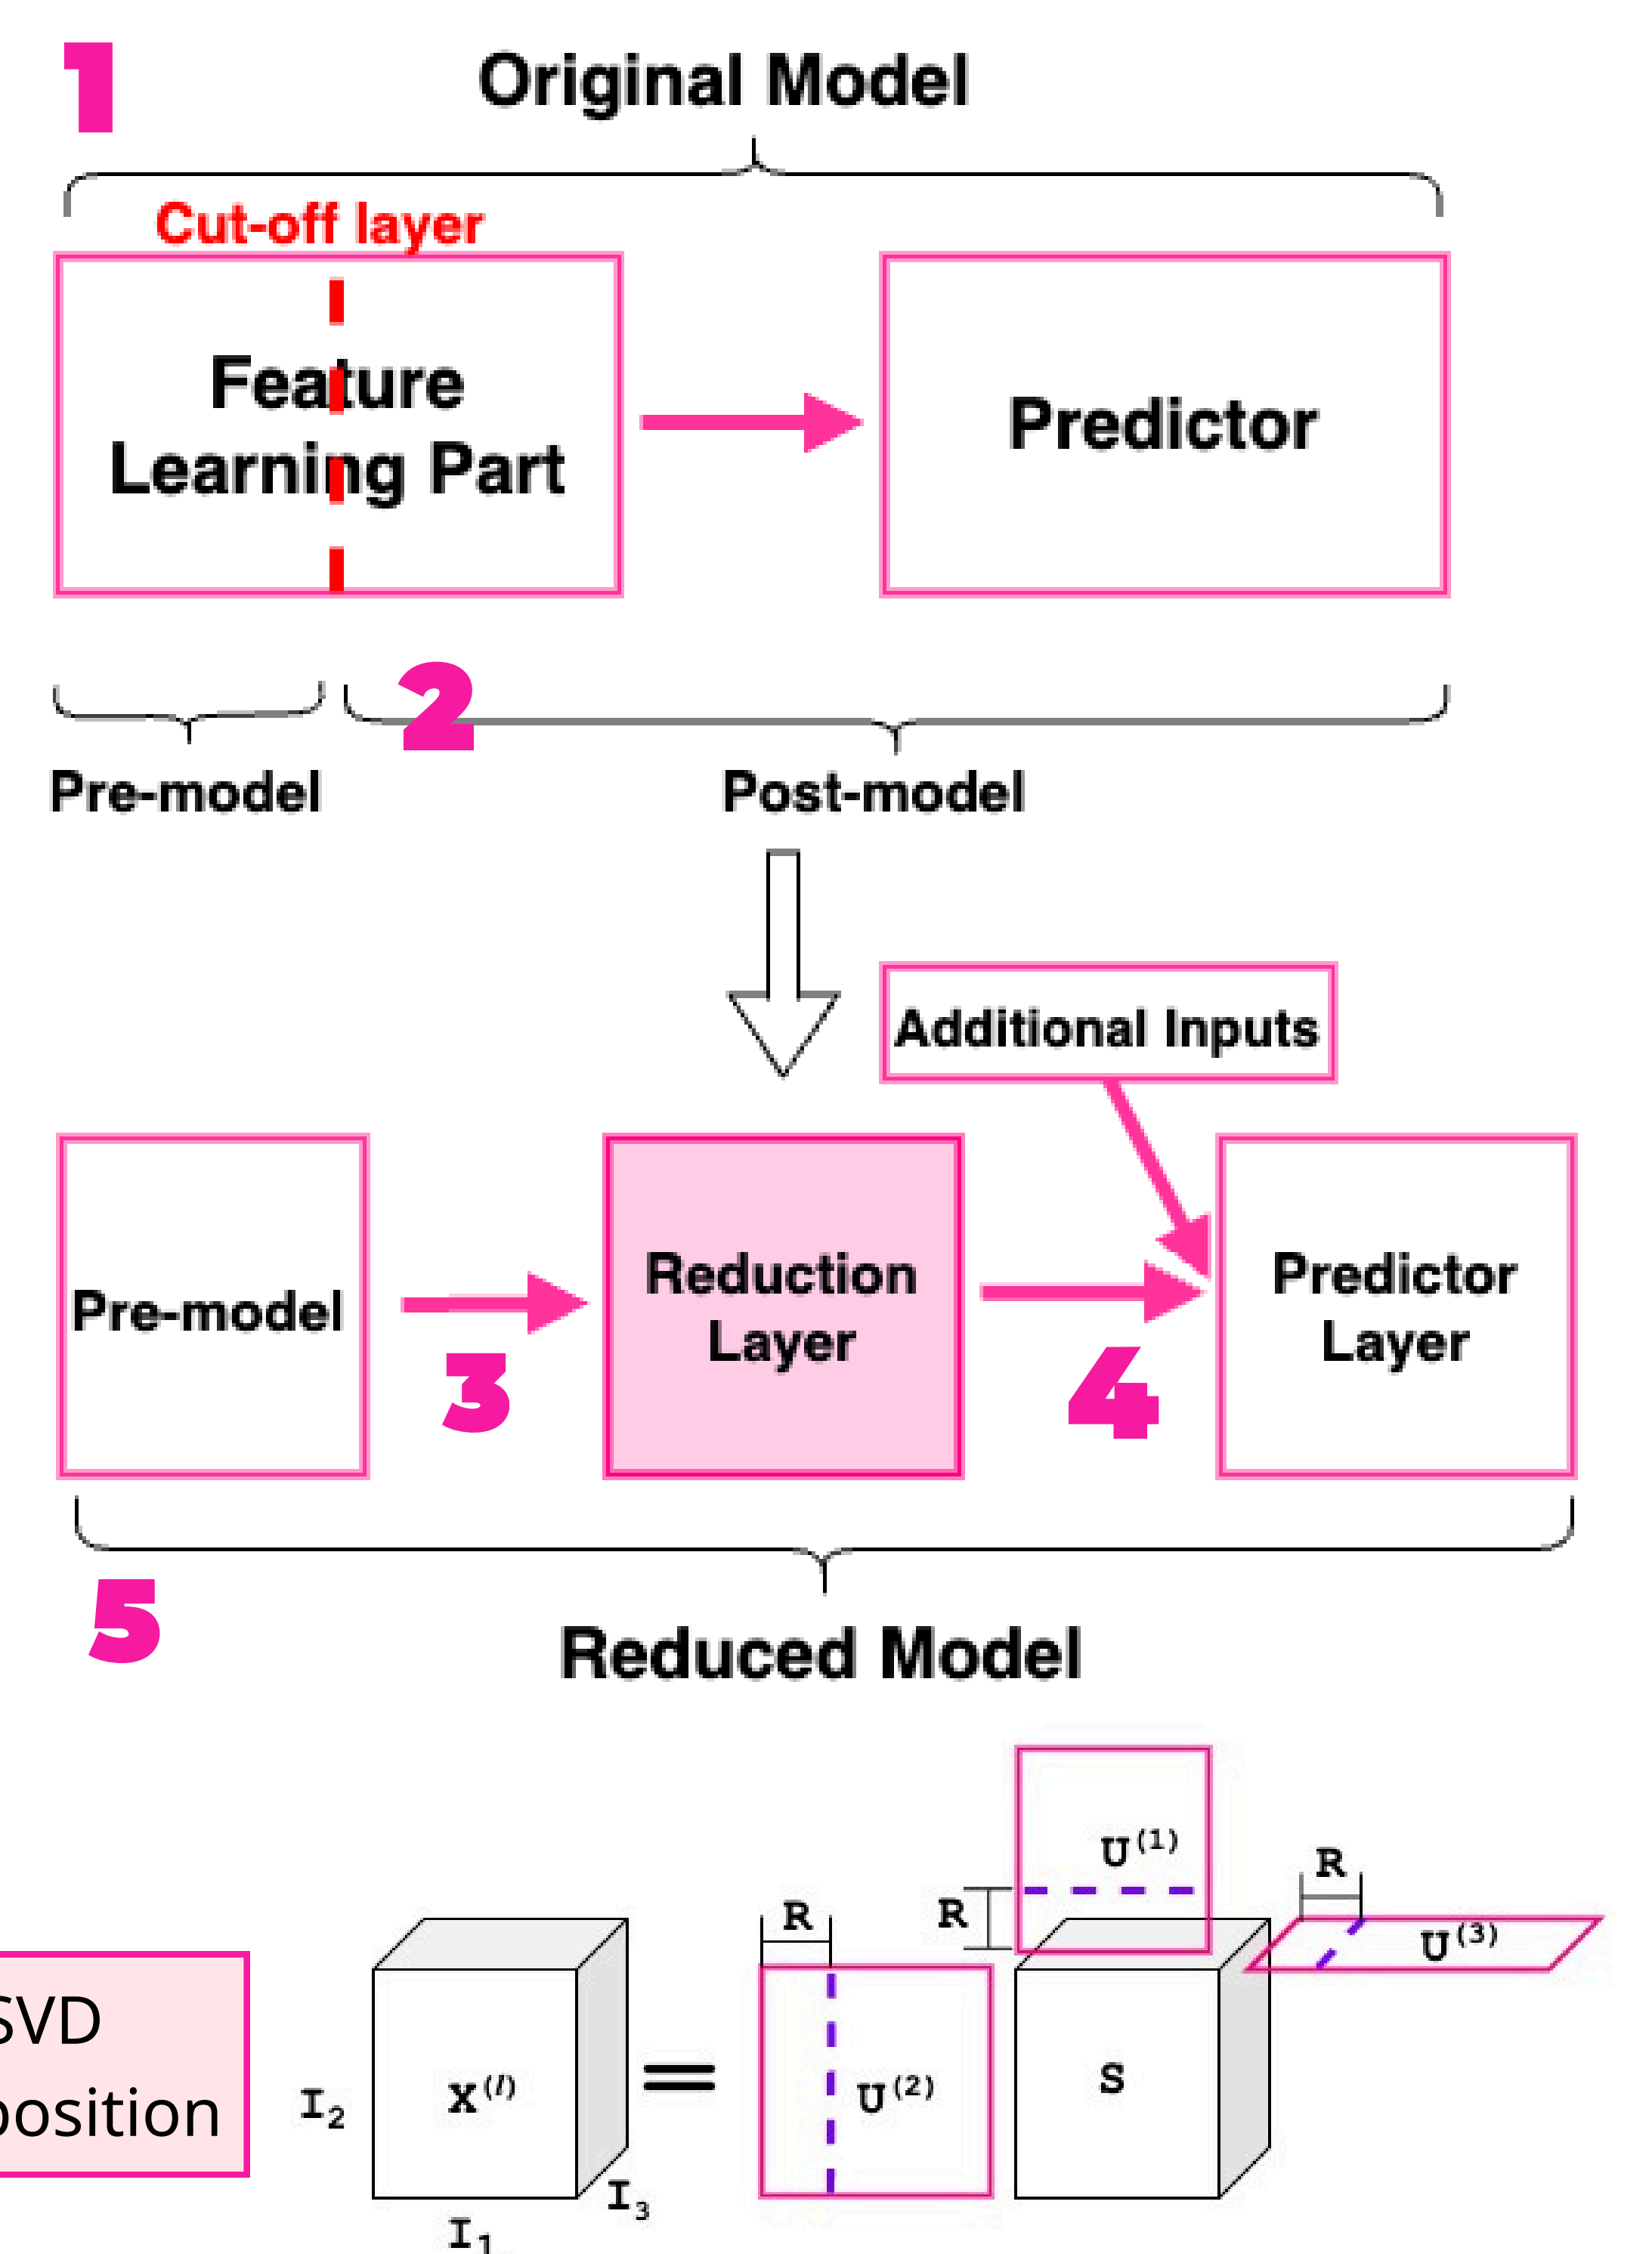 1
Original Model
Cut-off layer
Feature
Learning Part
Predictor
2
Pre-model
Post-model
Additional Inputs
Pre-model
Reduction
Layer
Predictor
Layer
3
4
5
Reduced Model
SVD
position
X(l)
I2
I1
I3
=
R
U(2)
R
U(1)
S
R
U(3)